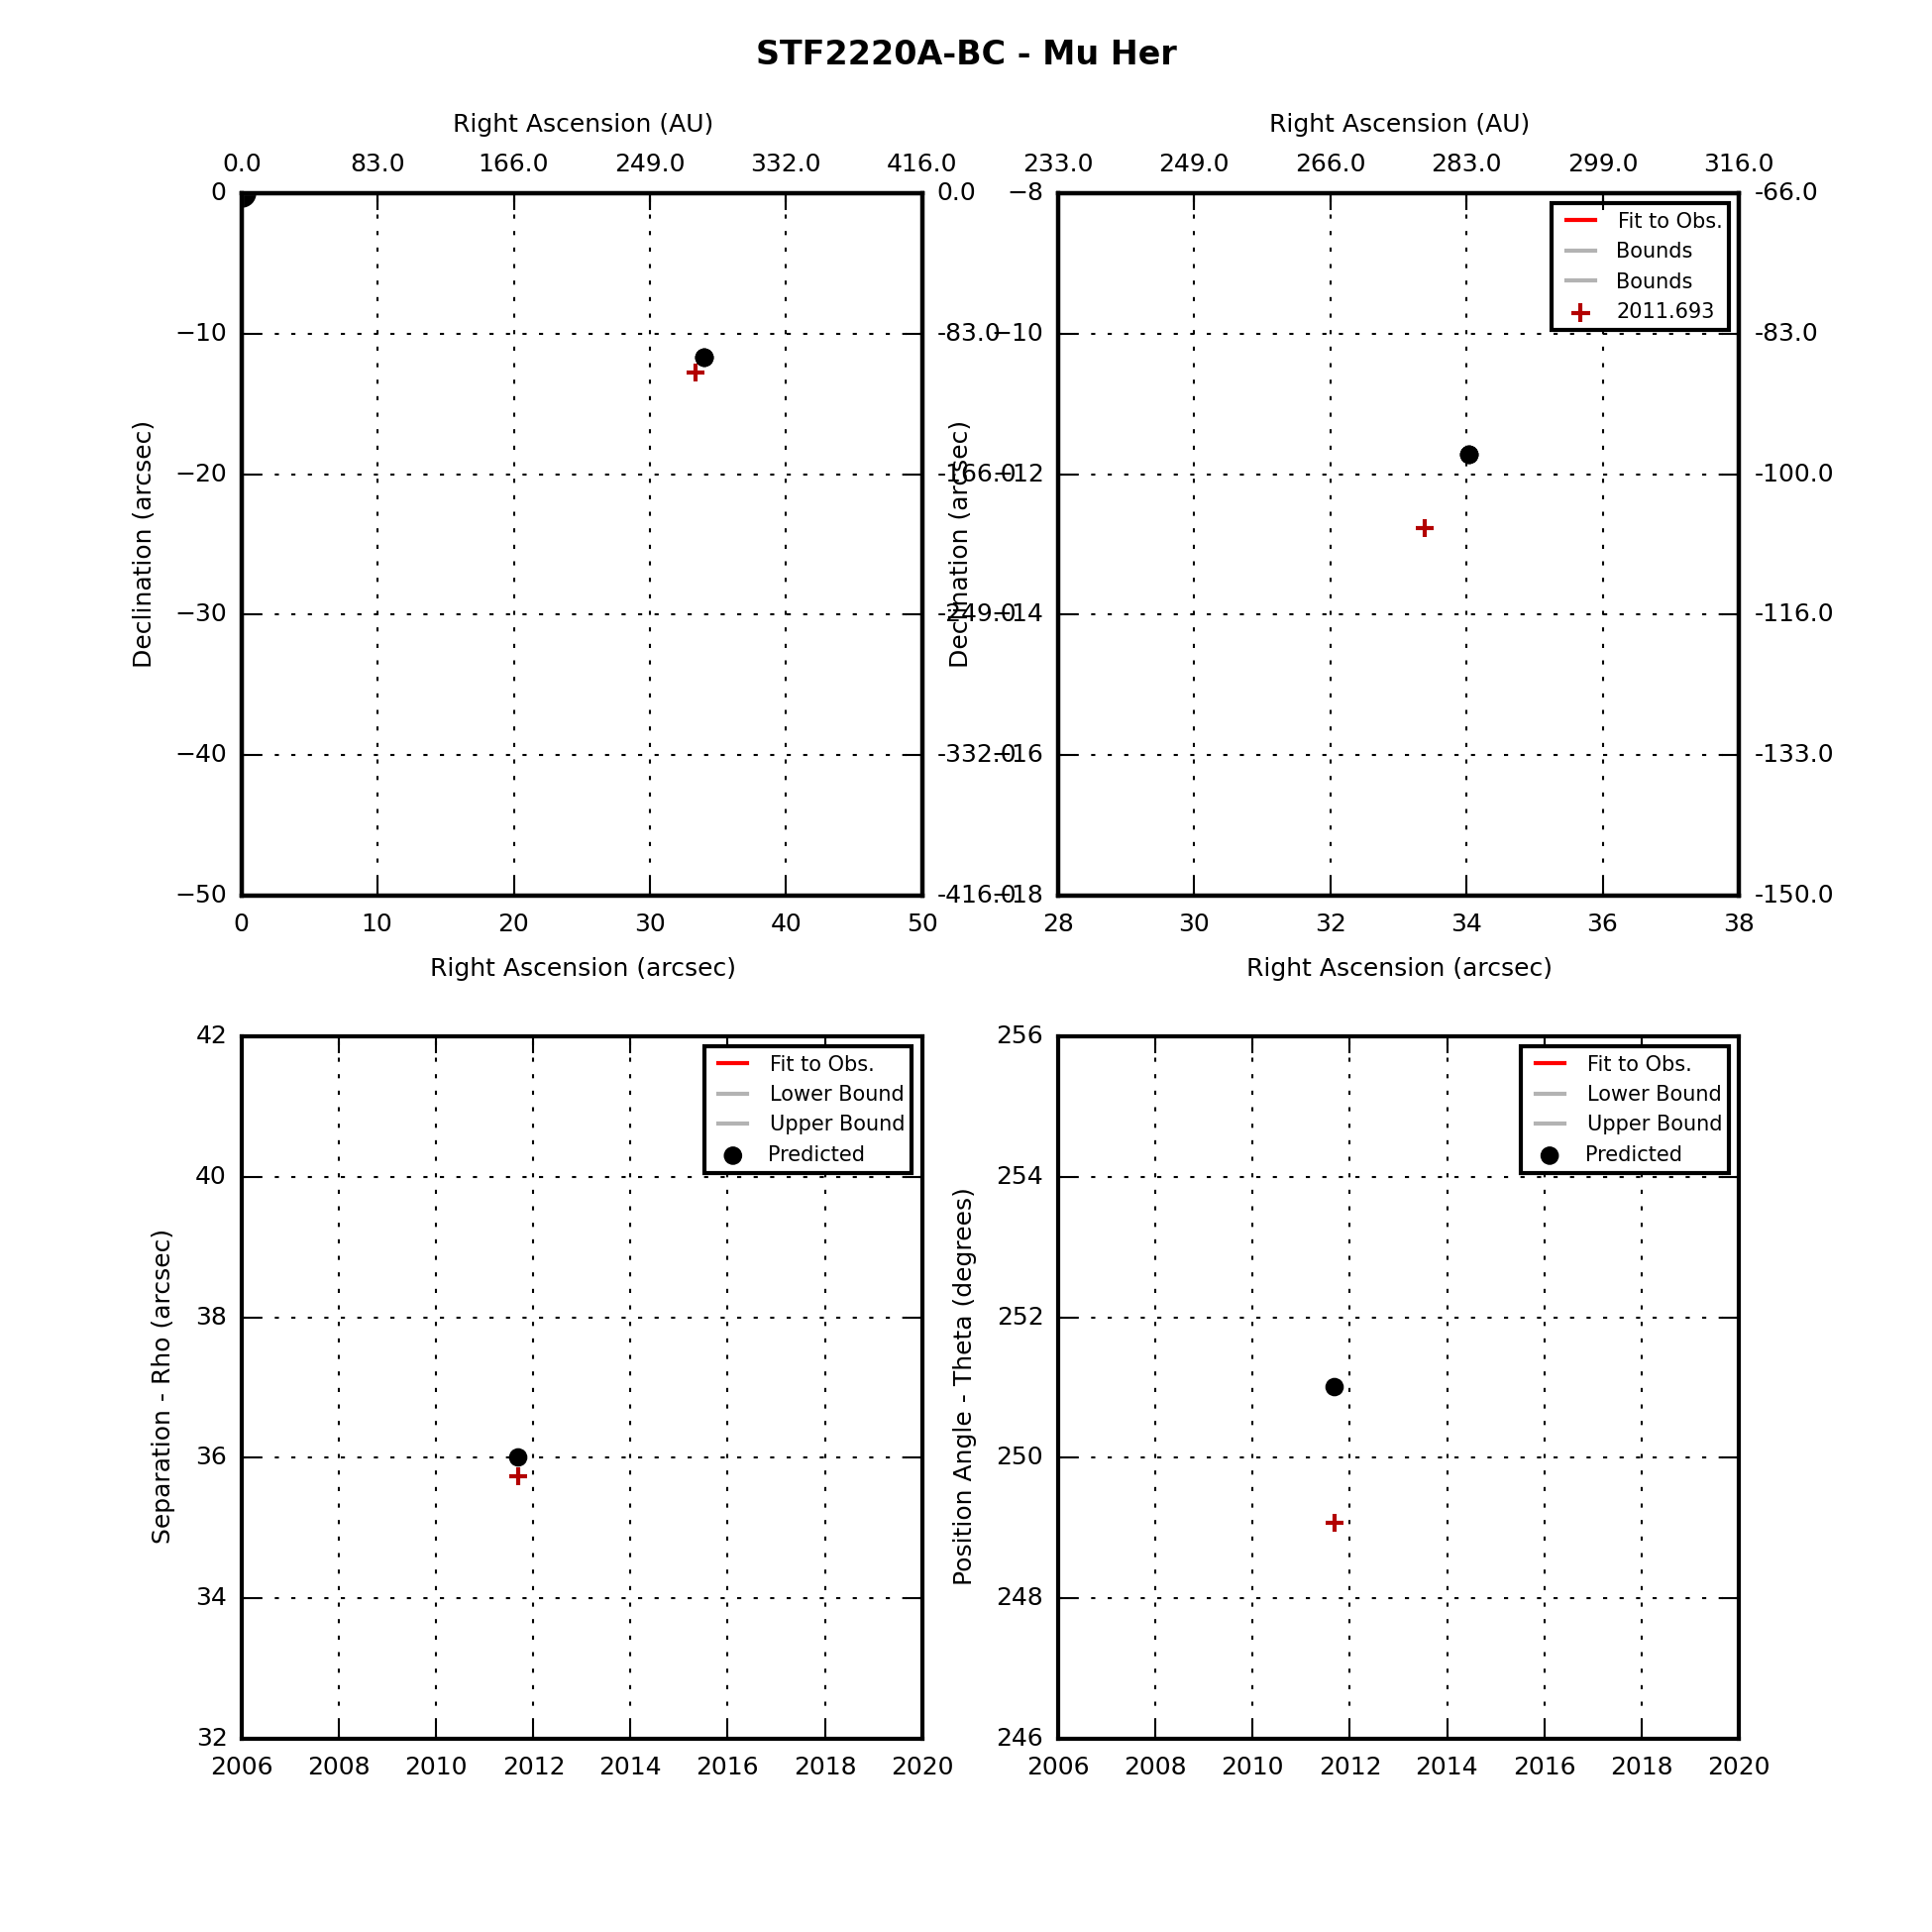 STF2220A-BC - Mu Her
Right Ascension (AU)
Right Ascension (AU)
0.0 83.0 166.0 249.0 332.0 416.0
233.0 249.0 266.0 283.0 299.0 316.0
0
−10
−20
−30
−40
−50
Declination (arcsec)
0.0
-83.0
-166.0
-249.0
-332.0
-416.0
0 10 20 30 40 50
Right Ascension (arcsec)
−8
−10
−12
−14
−16
−18
Declination (arcsec)
Fit to Obs.
Bounds
Bounds
2011.693
-66.0
-83.0
-100.0
-116.0
-133.0
-150.0
28 30 32 34 36 38
Right Ascension (arcsec)
42
40
38
36
34
32
Separation - Rho (arcsec)
Fit to Obs.
Lower Bound
Upper Bound
Predicted
2006 2008 2010 2012 2014 2016 2018 2020
256
254
252
250
248
246
Position Angle - Theta (degrees)
Fit to Obs.
Lower Bound
Upper Bound
Predicted
2006 2008 2010 2012 2014 2016 2018 2020